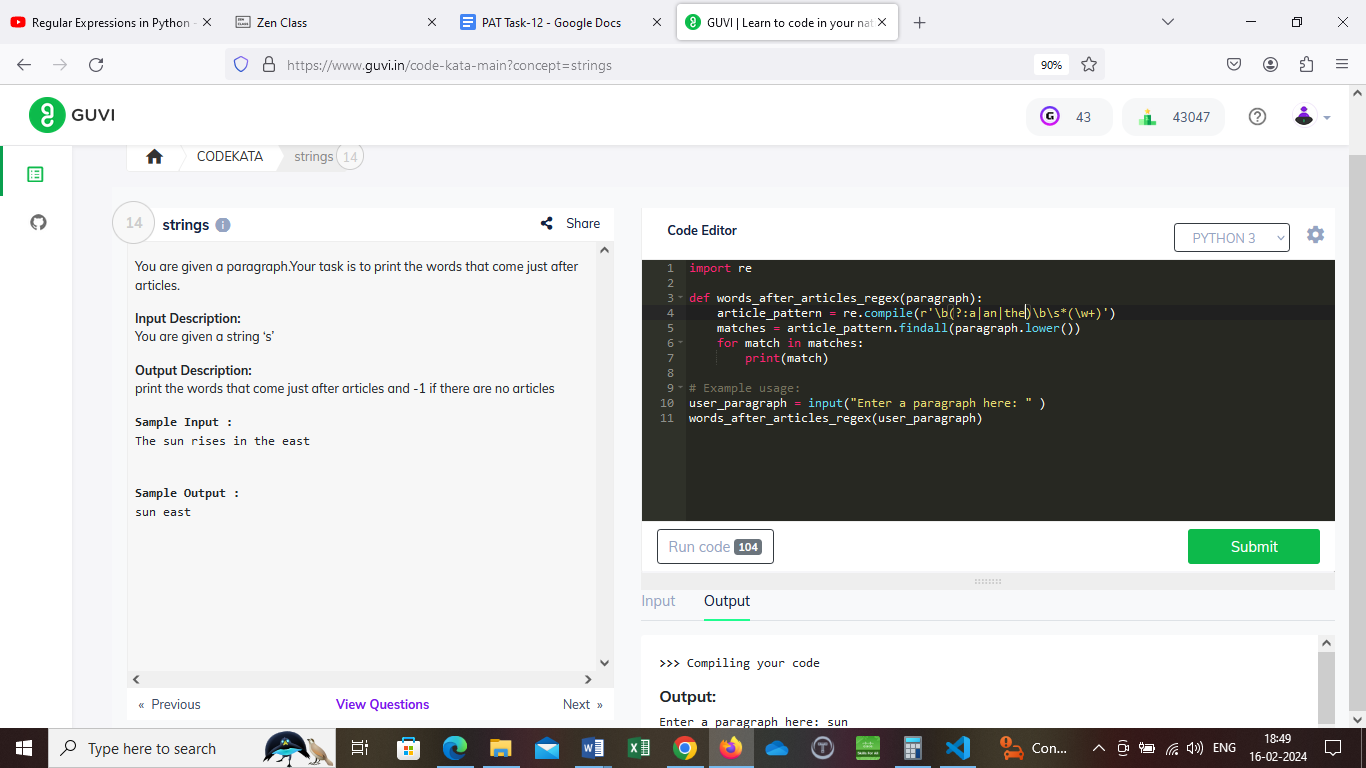 Regular Expressions in Python -
Zen Class
PAT Task-12 - Google Docs
GUVI | Learn to code in your nat
https://www.guvi.in/code-kata-main?concept=strings
90%
GUVI
G 43
43047
CODEKATA
strings 14
14 strings
Share
You are given a paragraph.Your task is to print the words that come just after
articles.
Input Description:
You are given a string ‘s’
Output Description:
print the words that come just after articles and -1 if there are no articles
Sample Input :
The sun rises in the east
Sample Output :
sun east
« Previous
View Questions
Next »
Code Editor
PYTHON 3
1 import re
2
3 def words_after_articles_regex(paragraph):
4 article_pattern = re.compile(r'\b(?:a|an|the)\b\s*(\w+)')
5 matches = article_pattern.findall(paragraph.lower())
6 for match in matches:
7 print(match)
8
9 # Example usage:
10 user_paragraph = input("Enter a paragraph here: " )
11 words_after_articles_regex(user_paragraph)
Run code 104
Submit
Input
Output
>>> Compiling your code
Output:
Enter a paragraph here: sun
Type here to search
Con...
ENG
18:49
16-02-2024